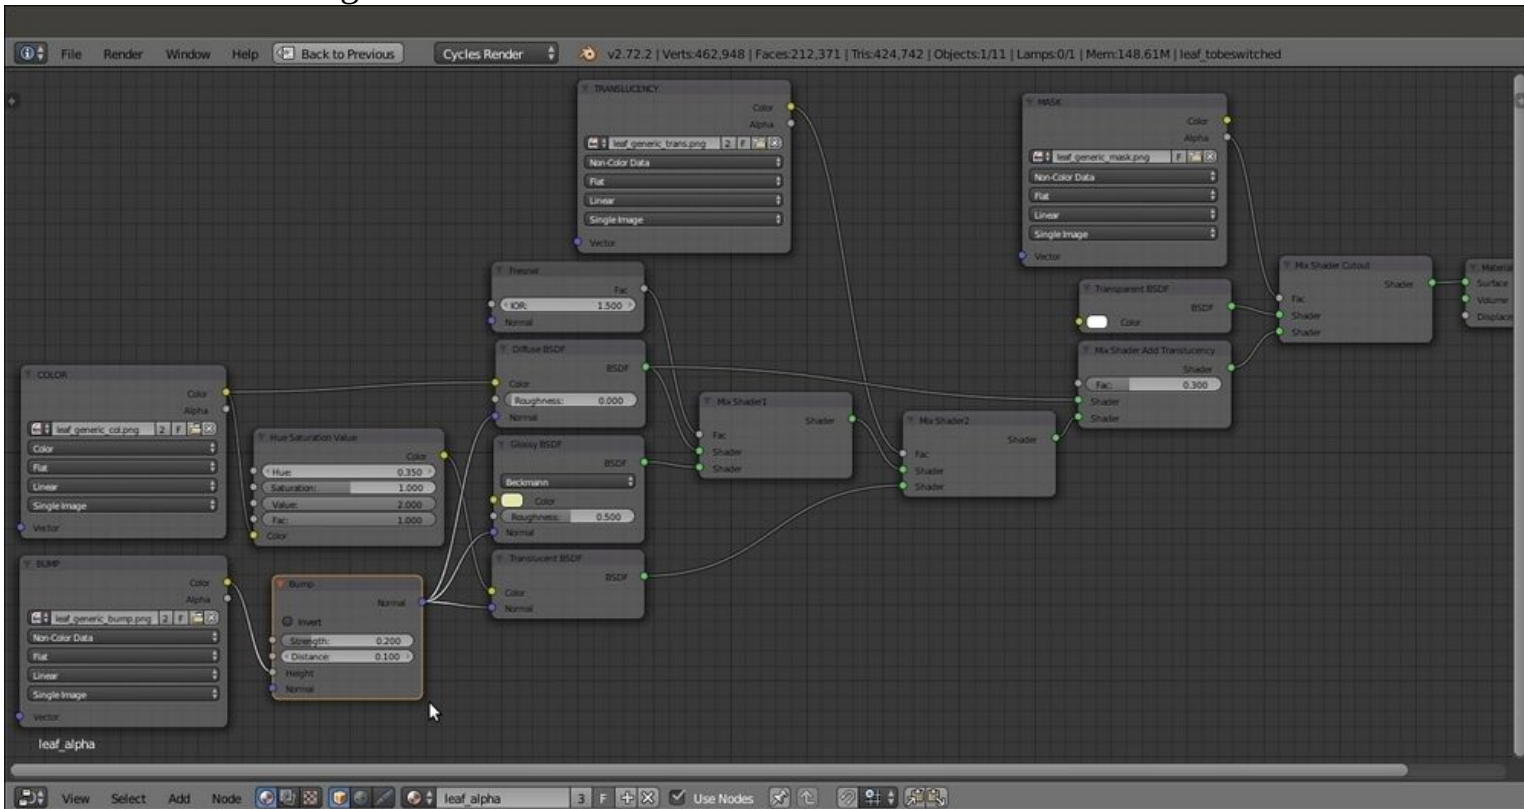 File Render Window Help Back to Previous Cycles Render v2.72.2 | Verts:462,948 | Faces:212,371 | Tris:424,742 | Objects:1/11 | Lamps:0/1 | Mem:148.61M | leaf_tobeswitched
TRANSLUCENCY
Color
Alpha
leaf_generic_trans.png 2 F
Non-Color Data
Flat
Linear
Single Image
Vector
MASK
Color
Alpha
leaf_generic_mask.png F
Non-Color Data
Flat
Linear
Single Image
Vector
Fresnel
Fac
IOR: 1.500
Normal
Transparent BSDF
BSDF
Color
Mix Shader Cutout
Shader
Fac
Shader
Shader
Material
Surface
Volume
Displace
Diffuse BSDF
BSDF
Color
Roughness: 0.000
Normal
Mix Shader Add Translucency
Shader
Fac: 0.300
Shader
Shader
COLOR
Color
Alpha
leaf_generic_col.png 2 F
Color
Flat
Linear
Single Image
Vector
Hue Saturation Value
Color
Hue: 0.350
Saturation: 1.000
Value: 2.000
Fac: 1.000
Color
Glossy BSDF
BSDF
Beckmann
Color
Roughness: 0.500
Normal
Mix Shader1
Shader
Fac
Shader
Shader
Mix Shader2
Shader
Fac
Shader
Shader
Translucent BSDF
BSDF
Color
Normal
BUMP
Color
Alpha
leaf_generic_bump.png 2 F
Non-Color Data
Flat
Linear
Single Image
Vector
Bump
Normal
Invert
Strength: 0.200
Distance: 0.100
Height
Normal
leaf_alpha
View Select Add Node leaf_alpha 3 F Use Nodes